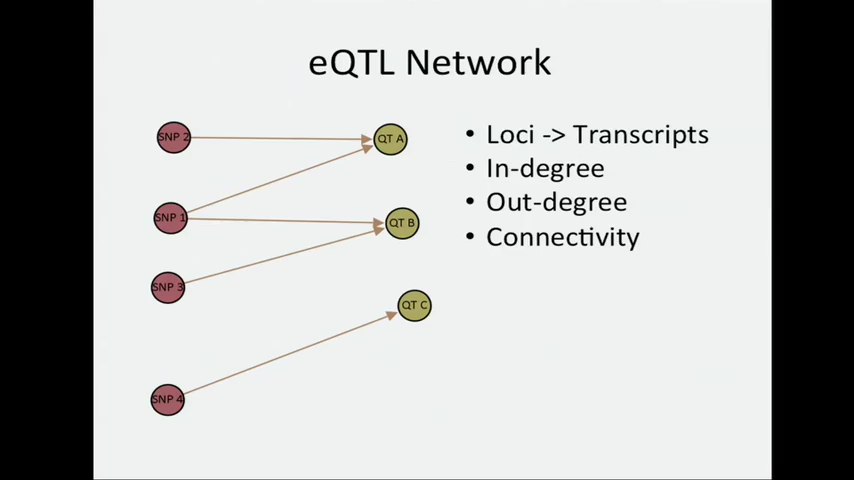 eQTL Network
SNP 2
QT A
SNP 1
QT B
SNP 3
QT C
SNP 4
• Loci -> Transcripts
• In-degree
• Out-degree
• Connectivity